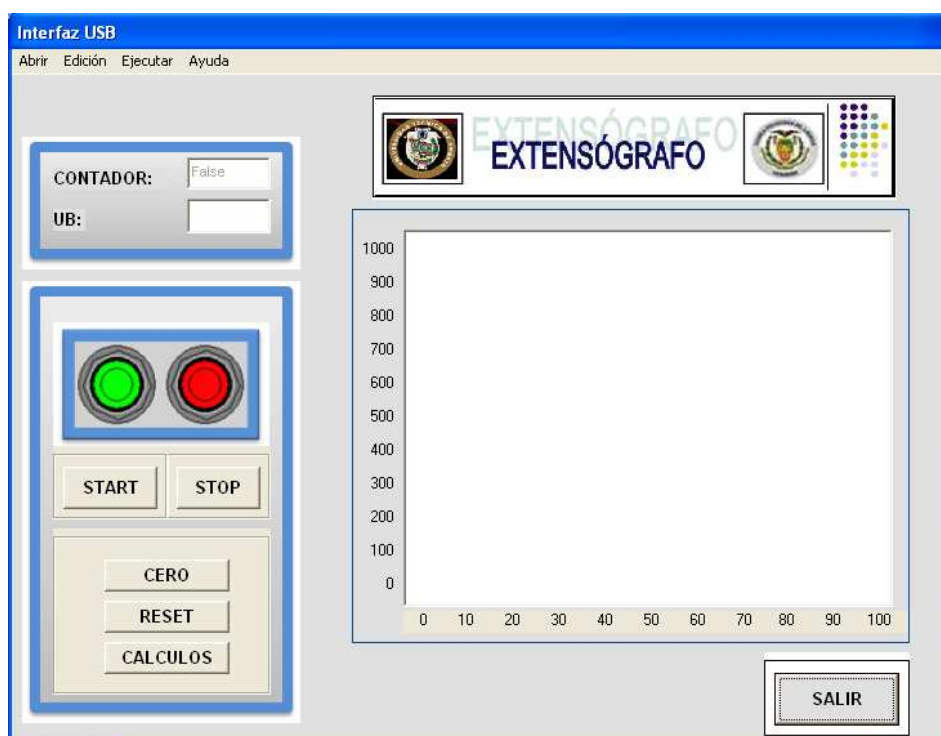 Interfaz USB
Abrir Edición Ejecutar Ayuda
EXTENSÓGRAFO
EXTENSÓGRAFO
CONTADOR: False
UB:
1000
900
800
700
600
500
400
300
200
100
0
0 10 20 30 40 50 60 70 80 90 100
START STOP
CERO
RESET
CALCULOS
SALIR